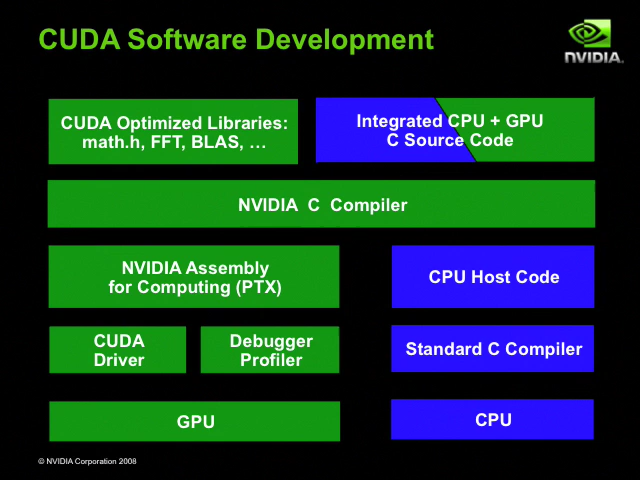 CUDA Software Development
NVIDIA.
CUDA Optimized Libraries:
math.h, FFT, BLAS, …
Integrated CPU + GPU
C Source Code
NVIDIA C Compiler
NVIDIA Assembly
for Computing (PTX)
CPU Host Code
CUDA
Driver
Debugger
Profiler
Standard C Compiler
GPU
CPU
© NVIDIA Corporation 2008